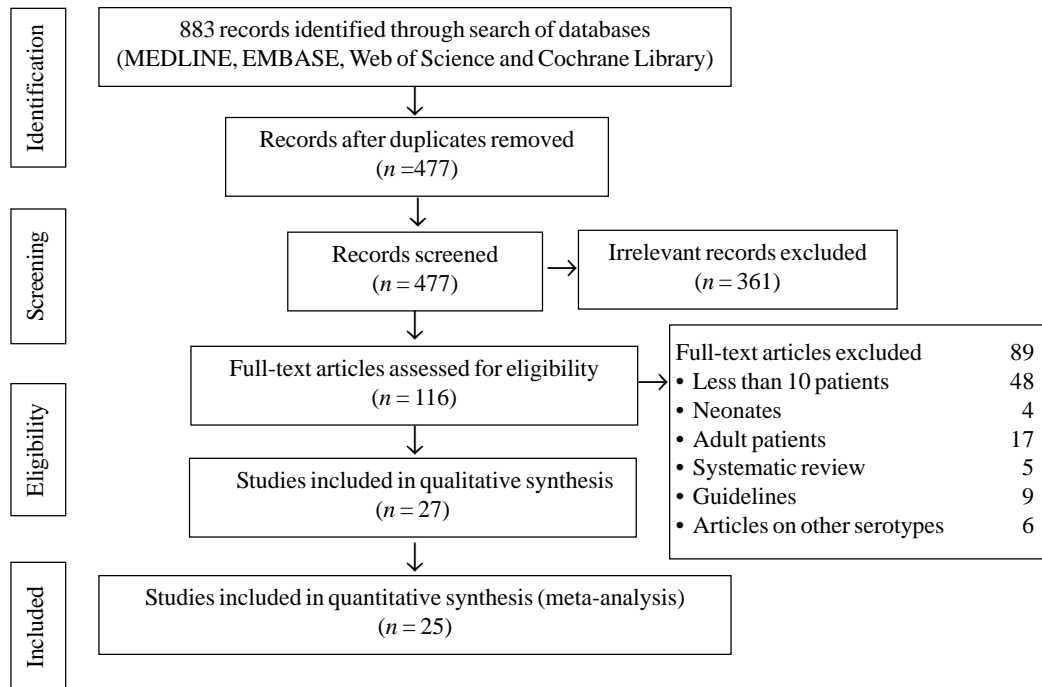 Identification
883 records identified through search of databases
(MEDLINE, EMBASE, Web of Science and Cochrane Library)
Records after duplicates removed
(n =477)
Screening
Records screened
(n = 477)
Irrelevant records excluded
(n = 361)
Eligibility
Full-text articles assessed for eligibility
(n = 116)
Full-text articles excluded 89
• Less than 10 patients 48
• Neonates 4
• Adult patients 17
• Systematic review 5
• Guidelines 9
• Articles on other serotypes 6
Studies included in qualitative synthesis
(n = 27)
Included
Studies included in quantitative synthesis (meta-analysis)
(n = 25)